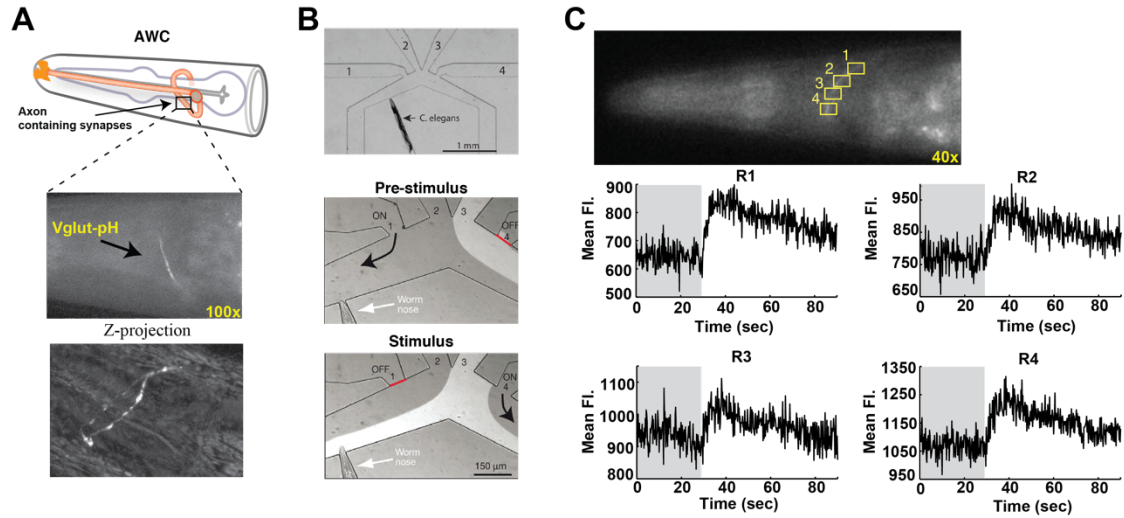 A
AWC
Axon
containing synapses
Vglut-pH
100x
Z-projection
B
2 3
1 4
C. elegans
1 mm
Pre-stimulus
ON
1
2
3
OFF
4
Worm
nose
Stimulus
OFF
1
2
3
ON
4
Worm
nose
150 µm
C
1
2
3
4
40x
R1
Mean Fl.
900
800
700
600
500
0 20 40 60 80
Time (sec)
R2
Mean Fl.
950
850
750
650
0 20 40 60 80
Time (sec)
R3
Mean Fl.
1100
1000
900
800
0 20 40 60 80
Time (sec)
R4
Mean Fl.
1350
1250
1150
1050
950
0 20 40 60 80
Time (sec)